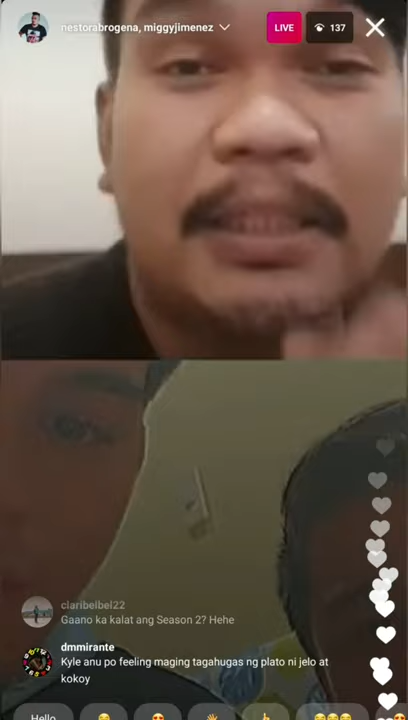 nestorabrogena, miggyjimenez
LIVE
137
claribelbel22
Gaano ka kalat ang Season 2? Hehe
dmmirante
Kyle anu po feeling maging tagahugas ng plato ni jelo at
kokoy
Hello